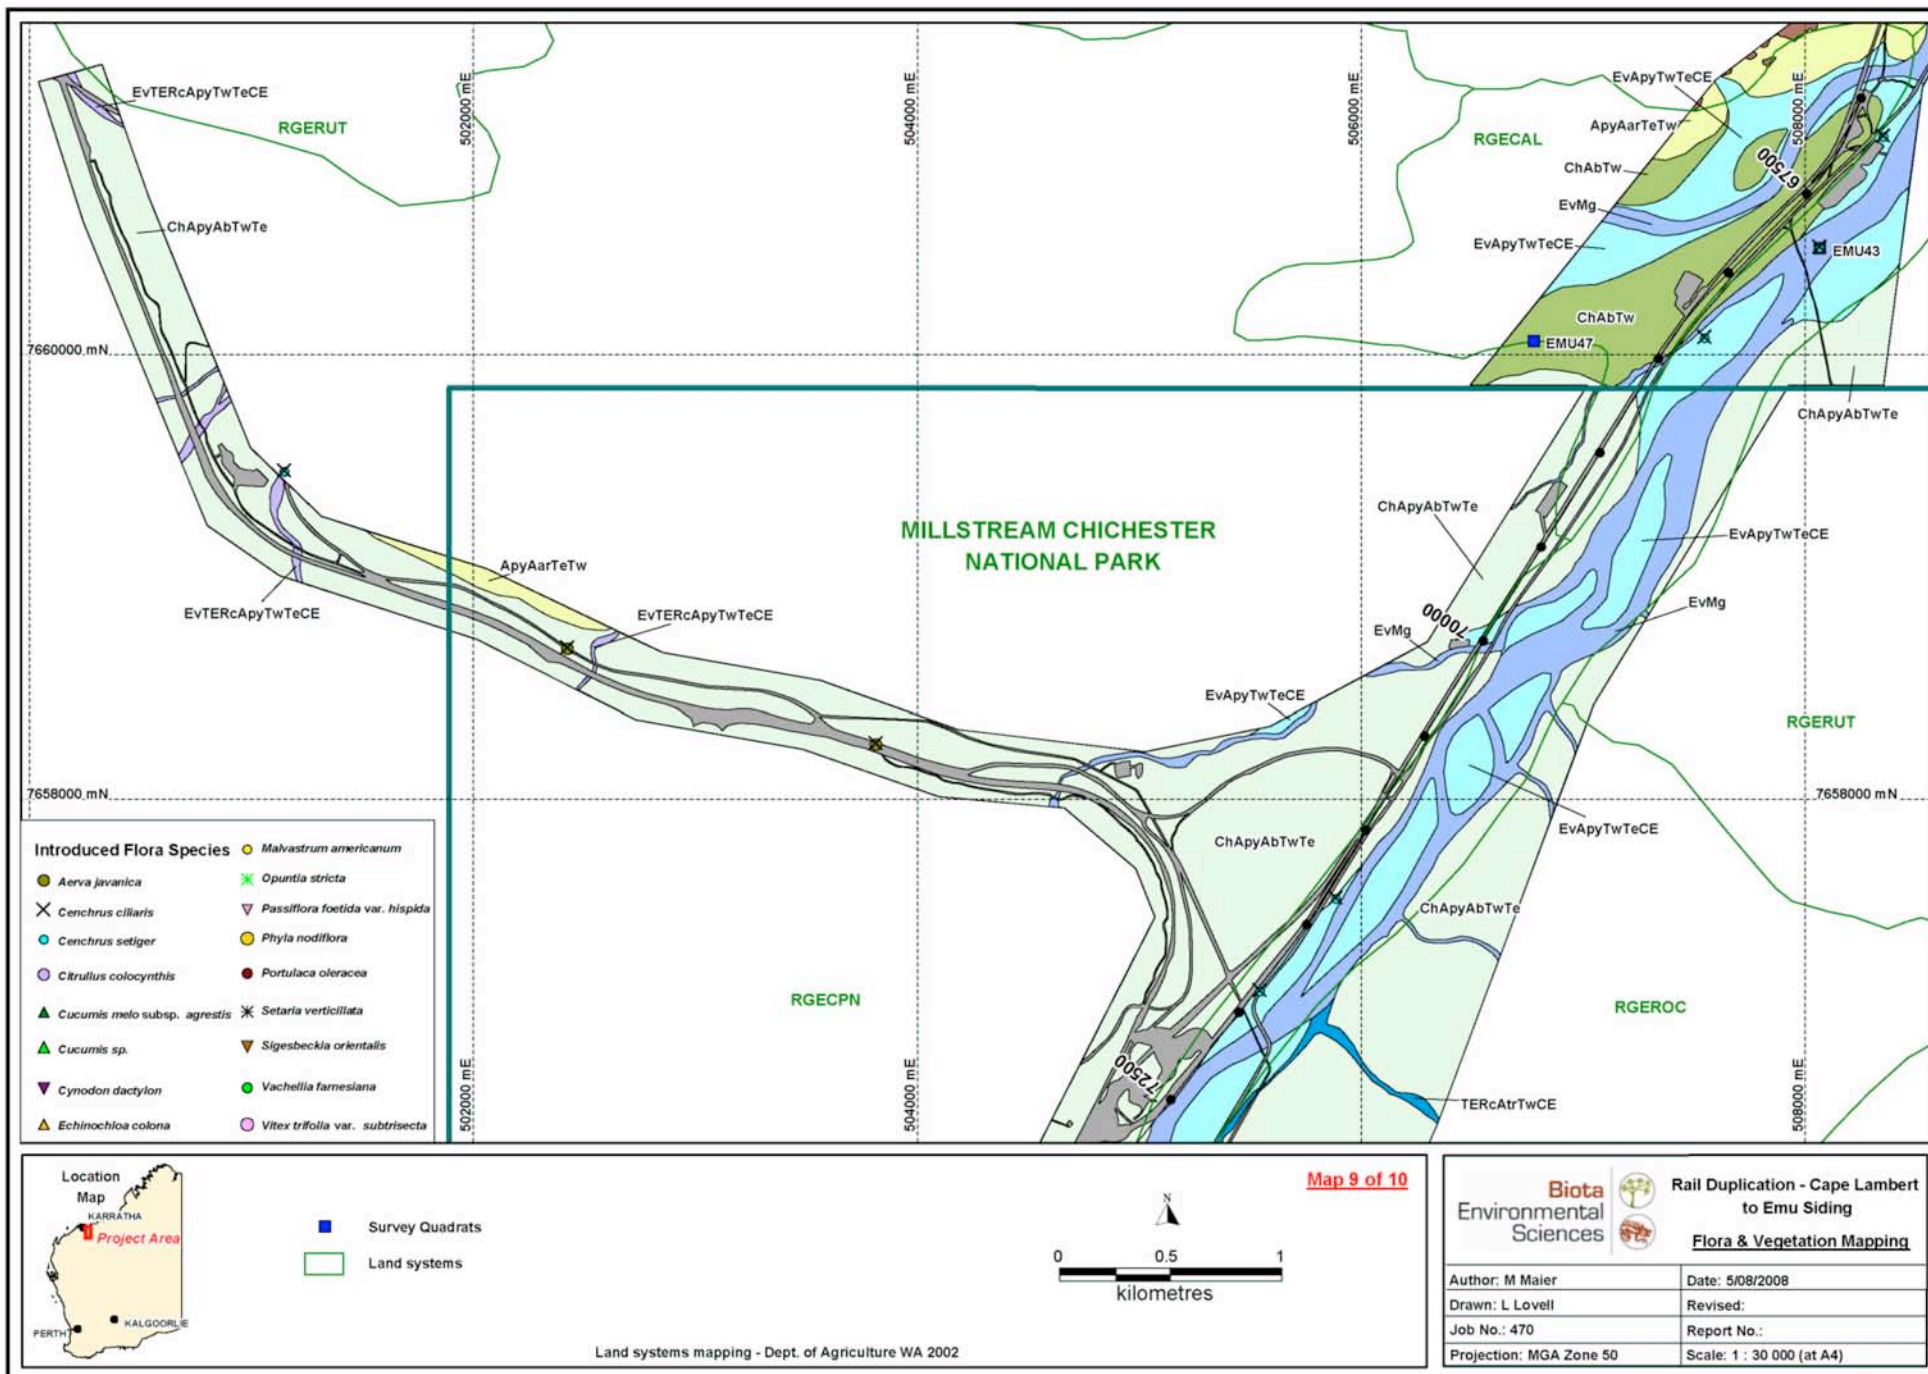 502000 mE
504000 mE
506000 mE
508000 mE
EvTERcApyTwTeCE
RGERUT
ChApyAbTwTe
RGECAL
EvApyTwTeCE
ApyAarTeTw
ChAbTw
EvMg
EvApyTwTeCE
67500
EMU43
ChAbTw
EMU47
7660000 mN
ChApyAbTwTe
MILLSTREAM CHICHESTER
NATIONAL PARK
ChApyAbTwTe
EvApyTwTeCE
ApyAarTeTw
EvTERcApyTwTeCE
EvTERcApyTwTeCE
70000
EvMg
EvMg
EvApyTwTeCE
RGERUT
7658000 mN
7658000 mN
EvApyTwTeCE
ChApyAbTwTe
ChApyAbTwTe
RGECPN
RGEROC
72500
TERcAtrTwCE
502000 mE
504000 mE
508000 mE
Introduced Flora Species
Aerva javanica
Cenchrus ciliaris
Cenchrus setiger
Citrullus colocynthis
Cucumis melo subsp. agrestis
Cucumis sp.
Cynodon dactylon
Echinochloa colona
Malvastrum americanum
Opuntia stricta
Passiflora foetida var. hispida
Phyla nodiflora
Portulaca oleracea
Setaria verticillata
Sigesbeckia orientalis
Vachellia farnesiana
Vitex trifolia var. subtrisecta
Location
Map
KARRATHA
Project Area
PERTH
KALGOORLIE
Survey Quadrats
Land systems
Land systems mapping - Dept. of Agriculture WA 2002
N
0 0.5 1
kilometres
Map 9 of 10
Biota
Environmental
Sciences
Rail Duplication - Cape Lambert
to Emu Siding
Flora & Vegetation Mapping
Author: M Maier
Date: 5/08/2008
Drawn: L Lovell
Revised:
Job No.: 470
Report No.:
Projection: MGA Zone 50
Scale: 1 : 30 000 (at A4)